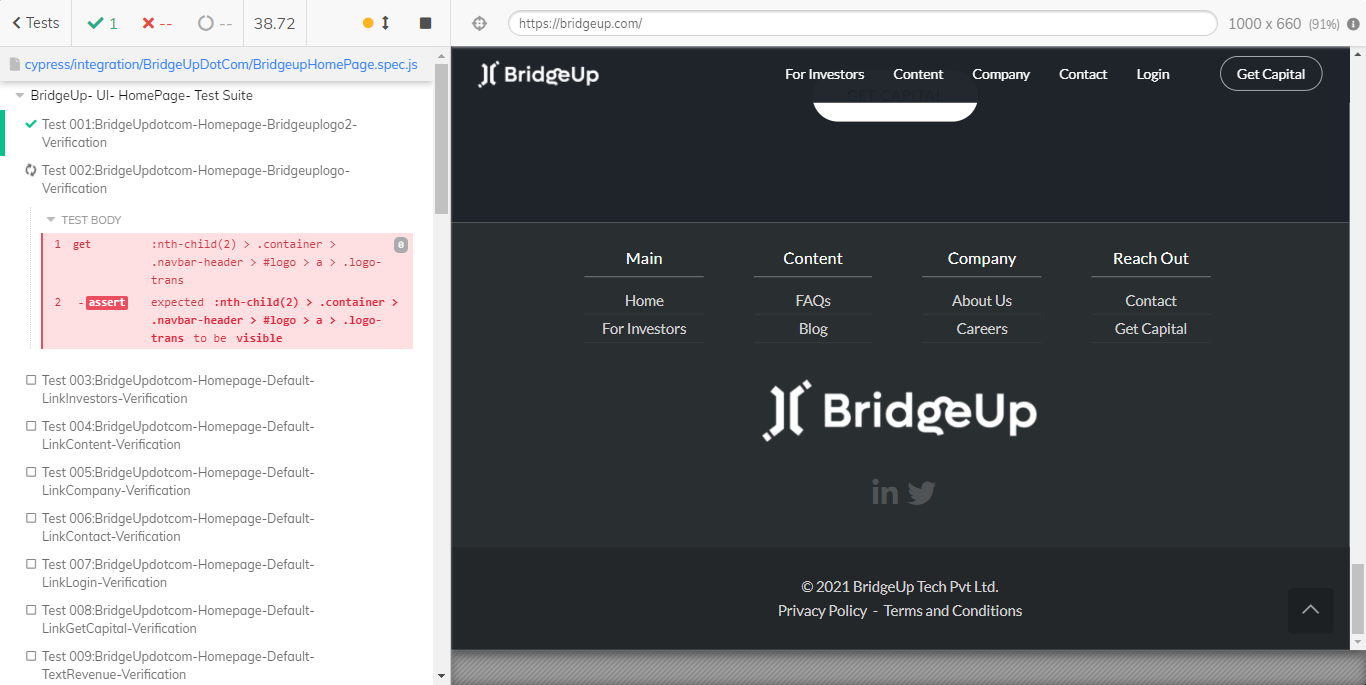 Tests
1
--
--
38.72
https://bridgeup.com/
1000 x 660 (91%)
cypress/integration/BridgeUpDotCom/BridgeupHomePage.spec.js
BridgeUp- UI- HomePage- Test Suite
Test 001:BridgeUpdotcom-Homepage-Bridgeuplogo2-
Verification
Test 002:BridgeUpdotcom-Homepage-Bridgeuplogo-
Verification
TEST BODY
1 get :nth-child(2) > .container > 0
.navbar-header > #logo > a > .logo-
trans
2 -assert expected :nth-child(2) > .container >
.navbar-header > #logo > a > .logo-
trans to be visible
Test 003:BridgeUpdotcom-Homepage-Default-
LinkInvestors-Verification
Test 004:BridgeUpdotcom-Homepage-Default-
LinkContent-Verification
Test 005:BridgeUpdotcom-Homepage-Default-
LinkCompany-Verification
Test 006:BridgeUpdotcom-Homepage-Default-
LinkContact-Verification
Test 007:BridgeUpdotcom-Homepage-Default-
LinkLogin-Verification
Test 008:BridgeUpdotcom-Homepage-Default-
LinkGetCapital-Verification
Test 009:BridgeUpdotcom-Homepage-Default-
TextRevenue-Verification
BridgeUp
For Investors Content Company Contact Login Get Capital
GET CAPITAL
Main Content Company Reach Out
Home FAQs About Us Contact
For Investors Blog Careers Get Capital
BridgeUp
in
© 2021 BridgeUp Tech Pvt Ltd.
Privacy Policy - Terms and Conditions